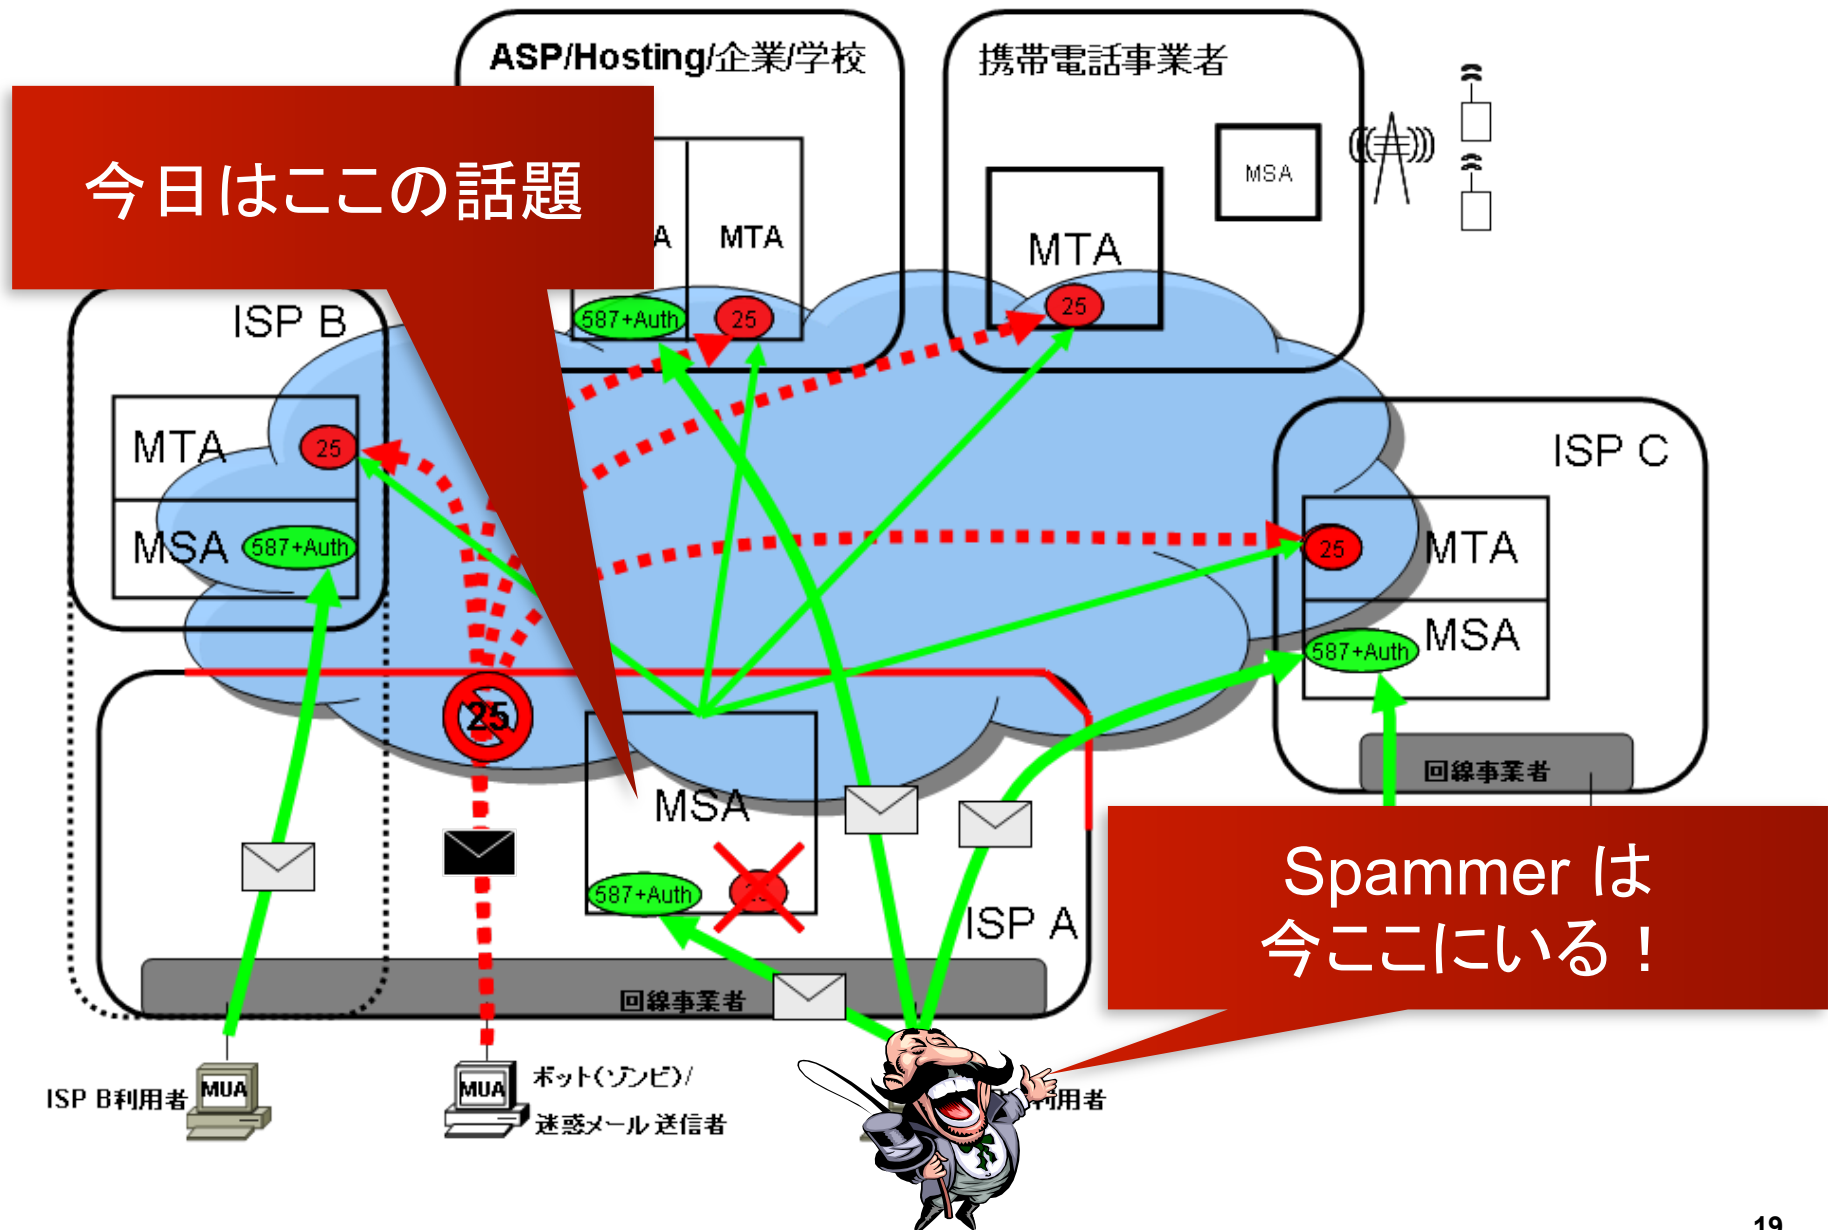 ASP/Hosting/企業/学校
携帯電話事業者
今日はここの話題
MSA
A
MTA
MTA
587+Auth
25
25
ISP B
MTA
25
MSA
587+Auth
ISP C
25
MTA
587+Auth
MSA
回線事業者
25
MSA
587+Auth
ISP A
Spammer は
今ここにいる！
回線事業者
ISP B利用者
MUA
MUA
ボット(ゾンビ)/
迷惑メール送信者
利用者
19